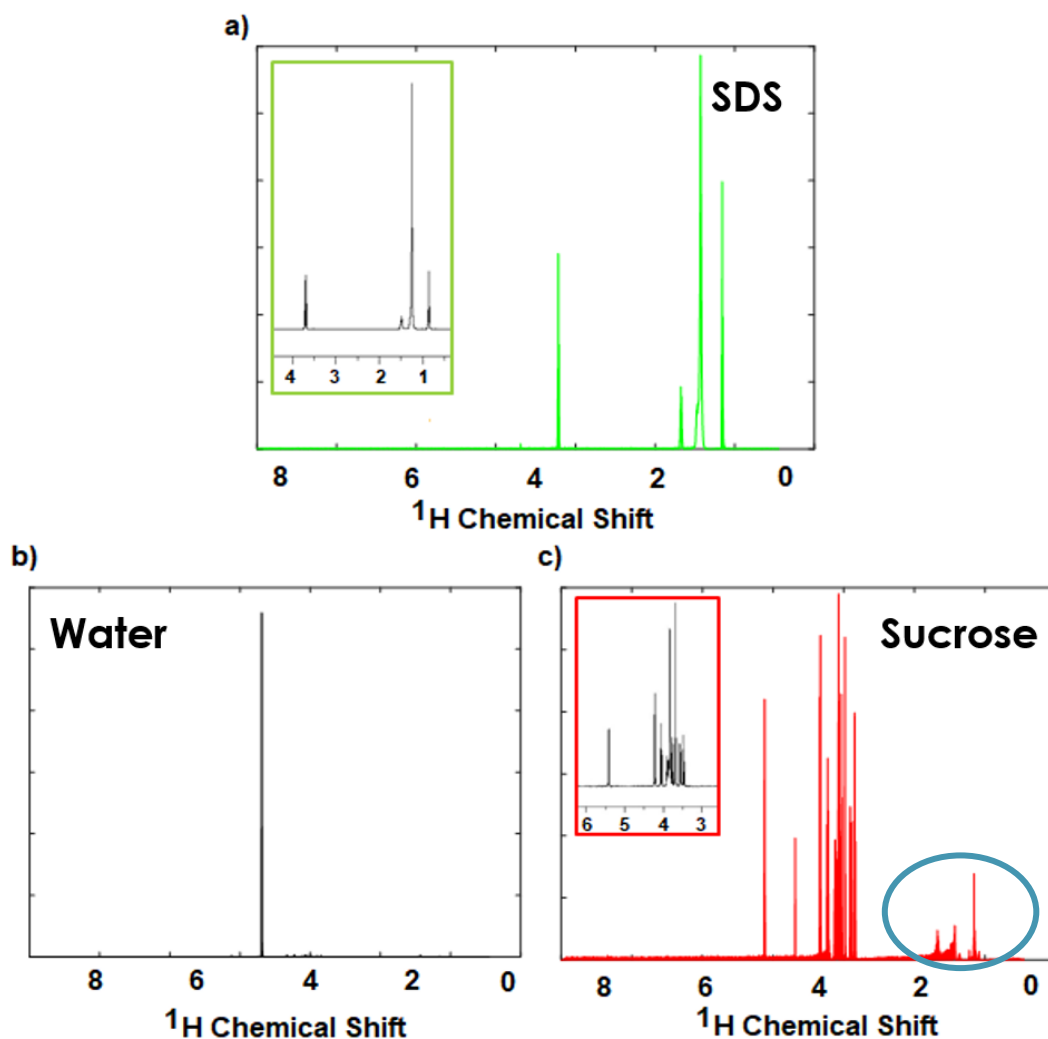 a)
SDS
4 3 2 1
8 6 4 2 0
1H Chemical Shift
b)
Water
8 6 4 2 0
1H Chemical Shift
c)
Sucrose
6 5 4 3
8 6 4 2 0
1H Chemical Shift